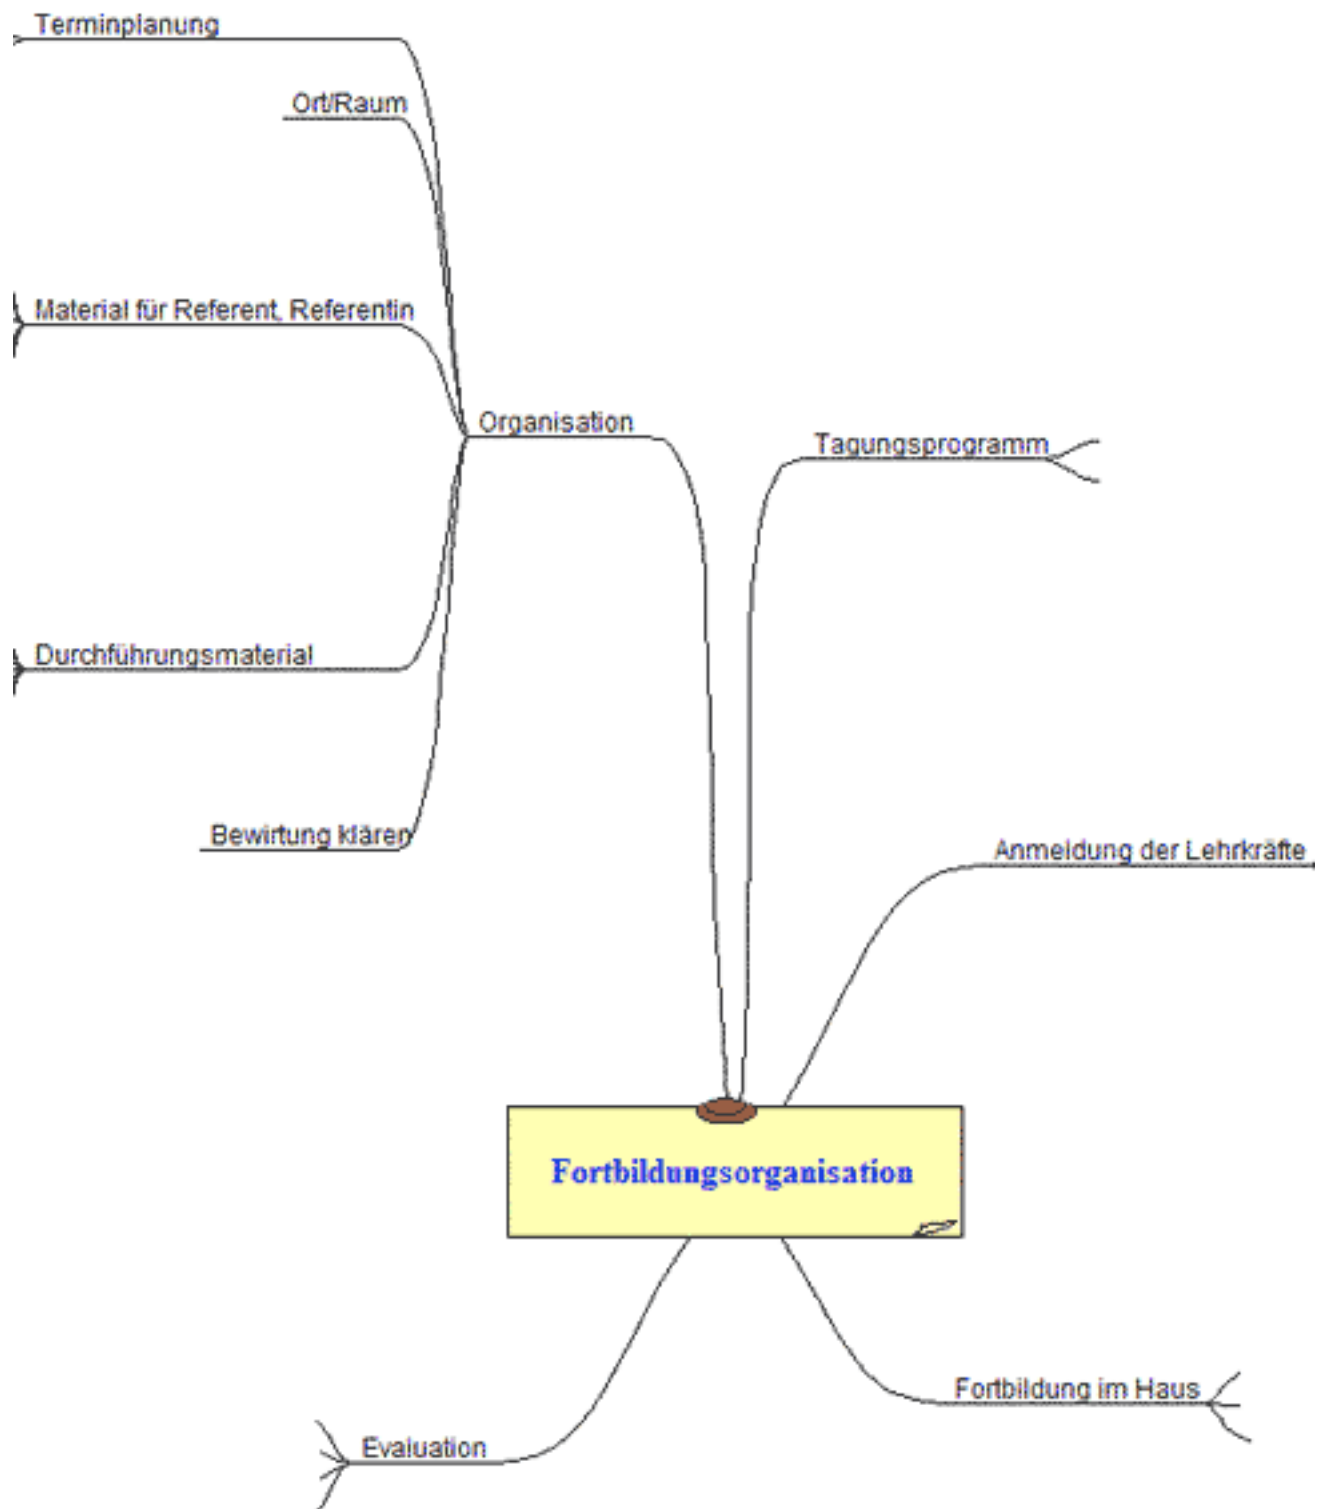 Terminplanung
Ort/Raum
Material für Referent, Referentin
Organisation
Tagungsprogramm
Durchführungsmaterial
Bewirtung klären
Anmeldung der Lehrkräfte
Fortbildungsorganisation
Fortbildung im Haus
Evaluation